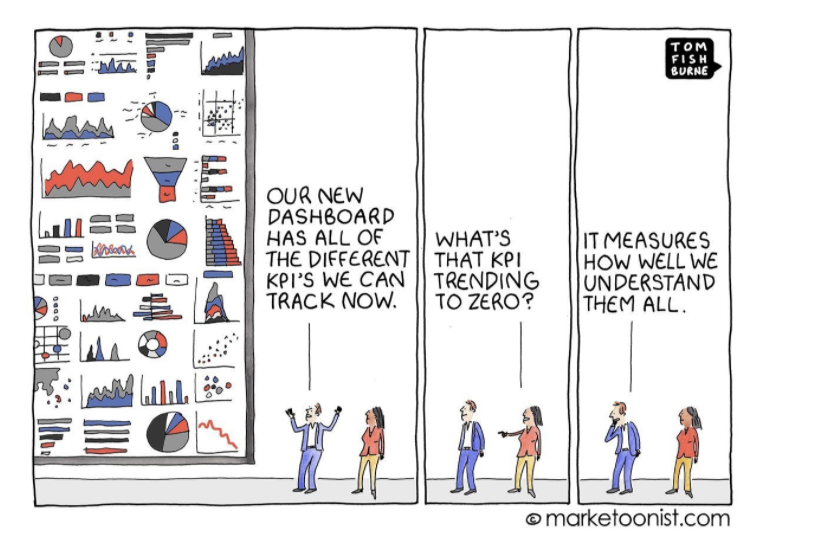 OUR NEW
DASHBOARD
HAS ALL OF
THE DIFFERENT
KPI'S WE CAN
TRACK NOW.
WHAT'S
THAT KPI
TRENDING
TO ZERO?
TOM
FISH
BURNE
IT MEASURES
HOW WELL WE
UNDERSTAND
THEM ALL.
© marketoonist.com